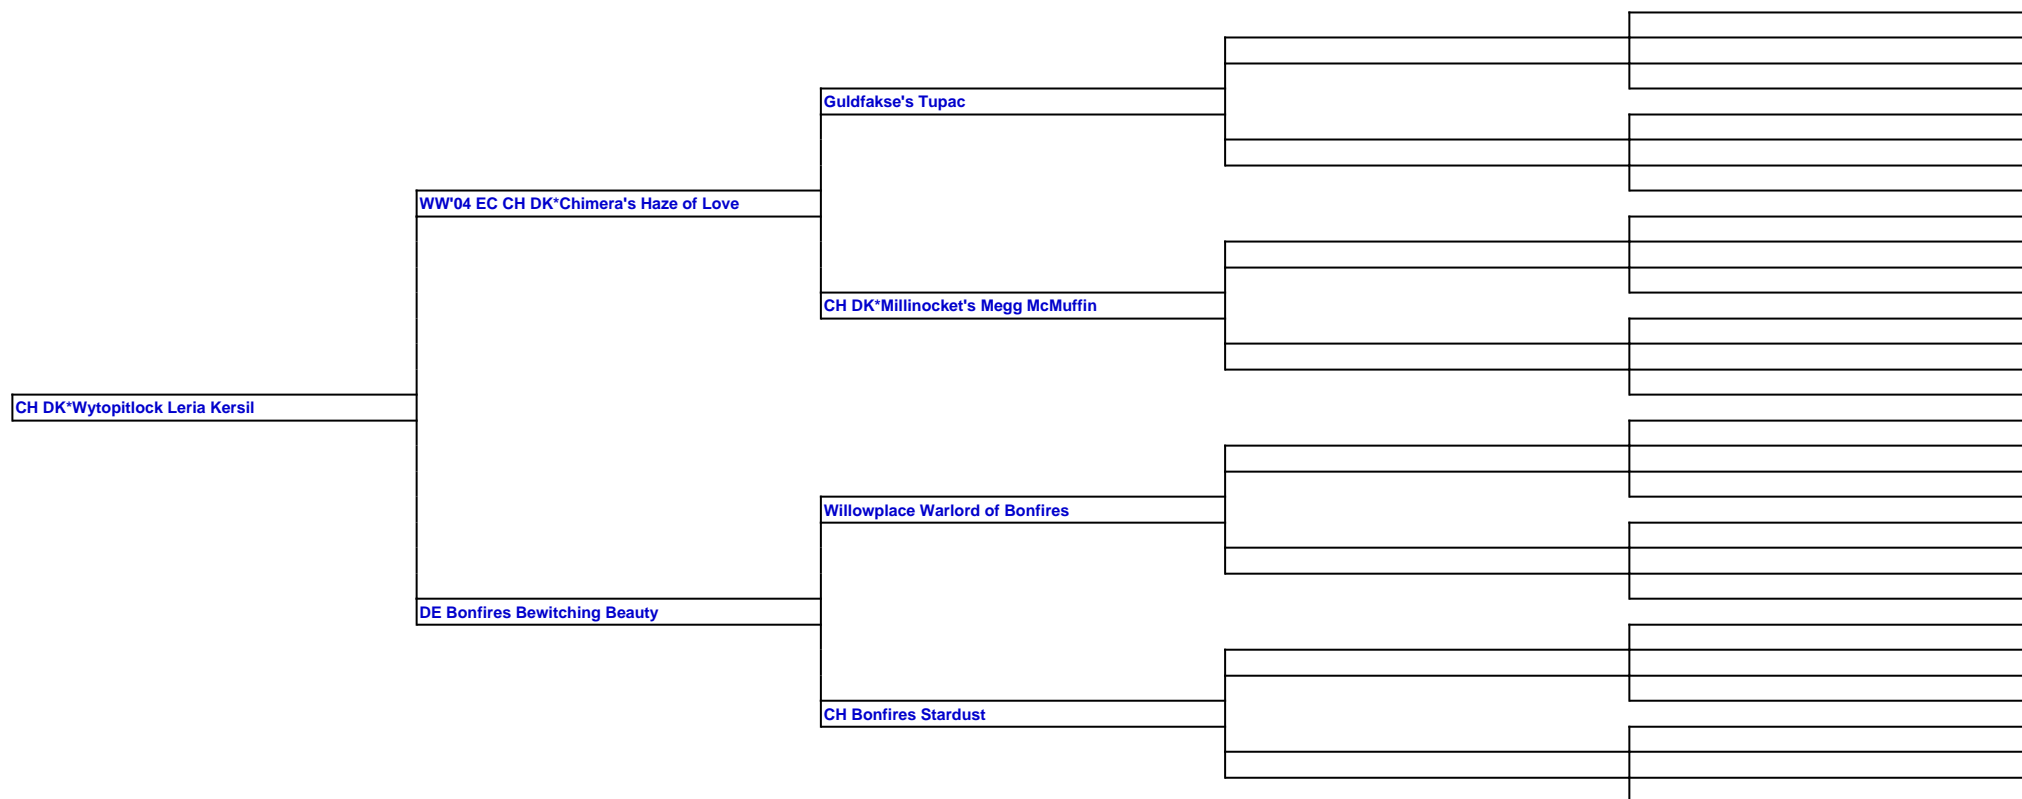 Guldfakse's Tupac
WW'04 EC CH DK*Chimera's Haze of Love
CH DK*Millinocket's Megg McMuffin
CH DK*Wytopitlock Leria Kersil
Willowplace Warlord of Bonfires
DE Bonfires Bewitching Beauty
CH Bonfires Stardust